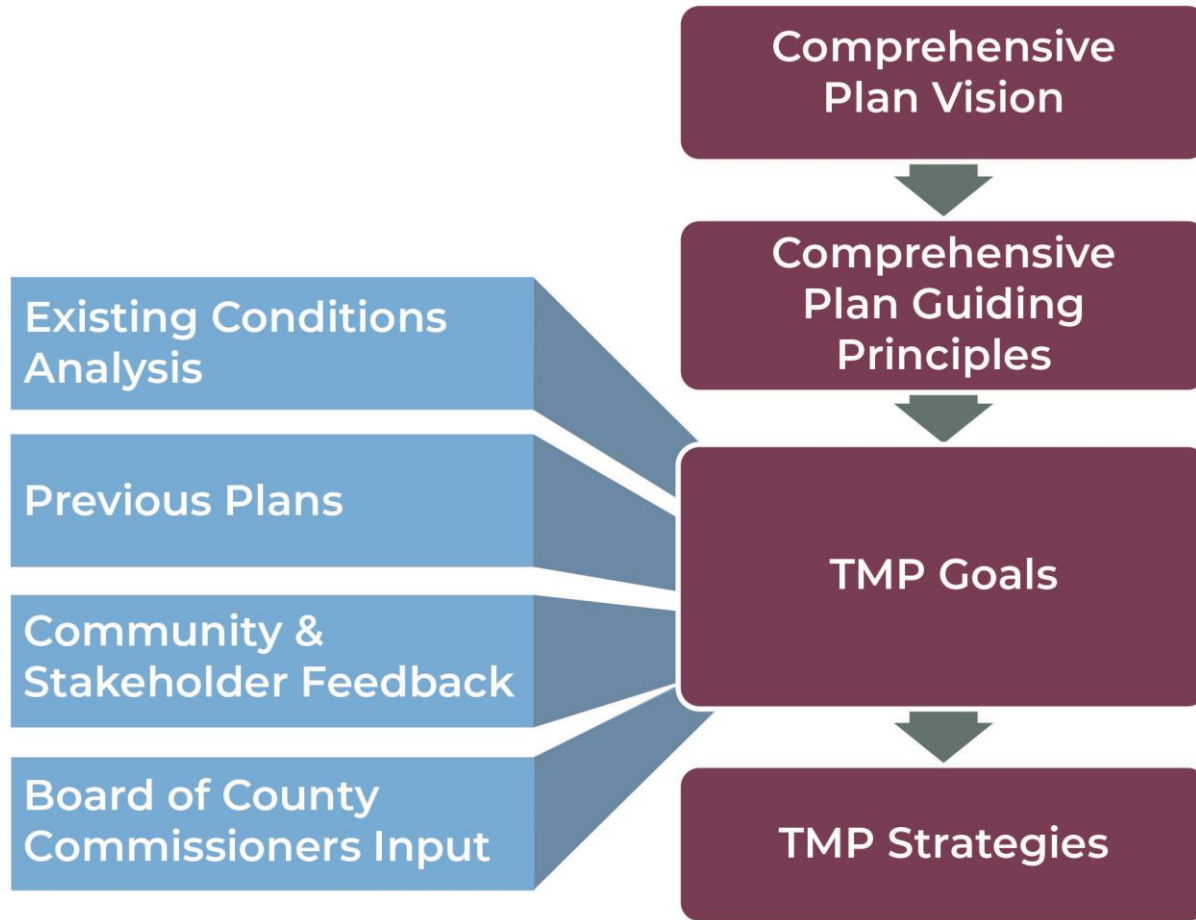 Comprehensive
Plan Vision
Comprehensive
Plan Guiding
Principles
Existing Conditions
Analysis
Previous Plans
Community &
Stakeholder Feedback
Board of County
Commissioners Input
TMP Goals
TMP Strategies